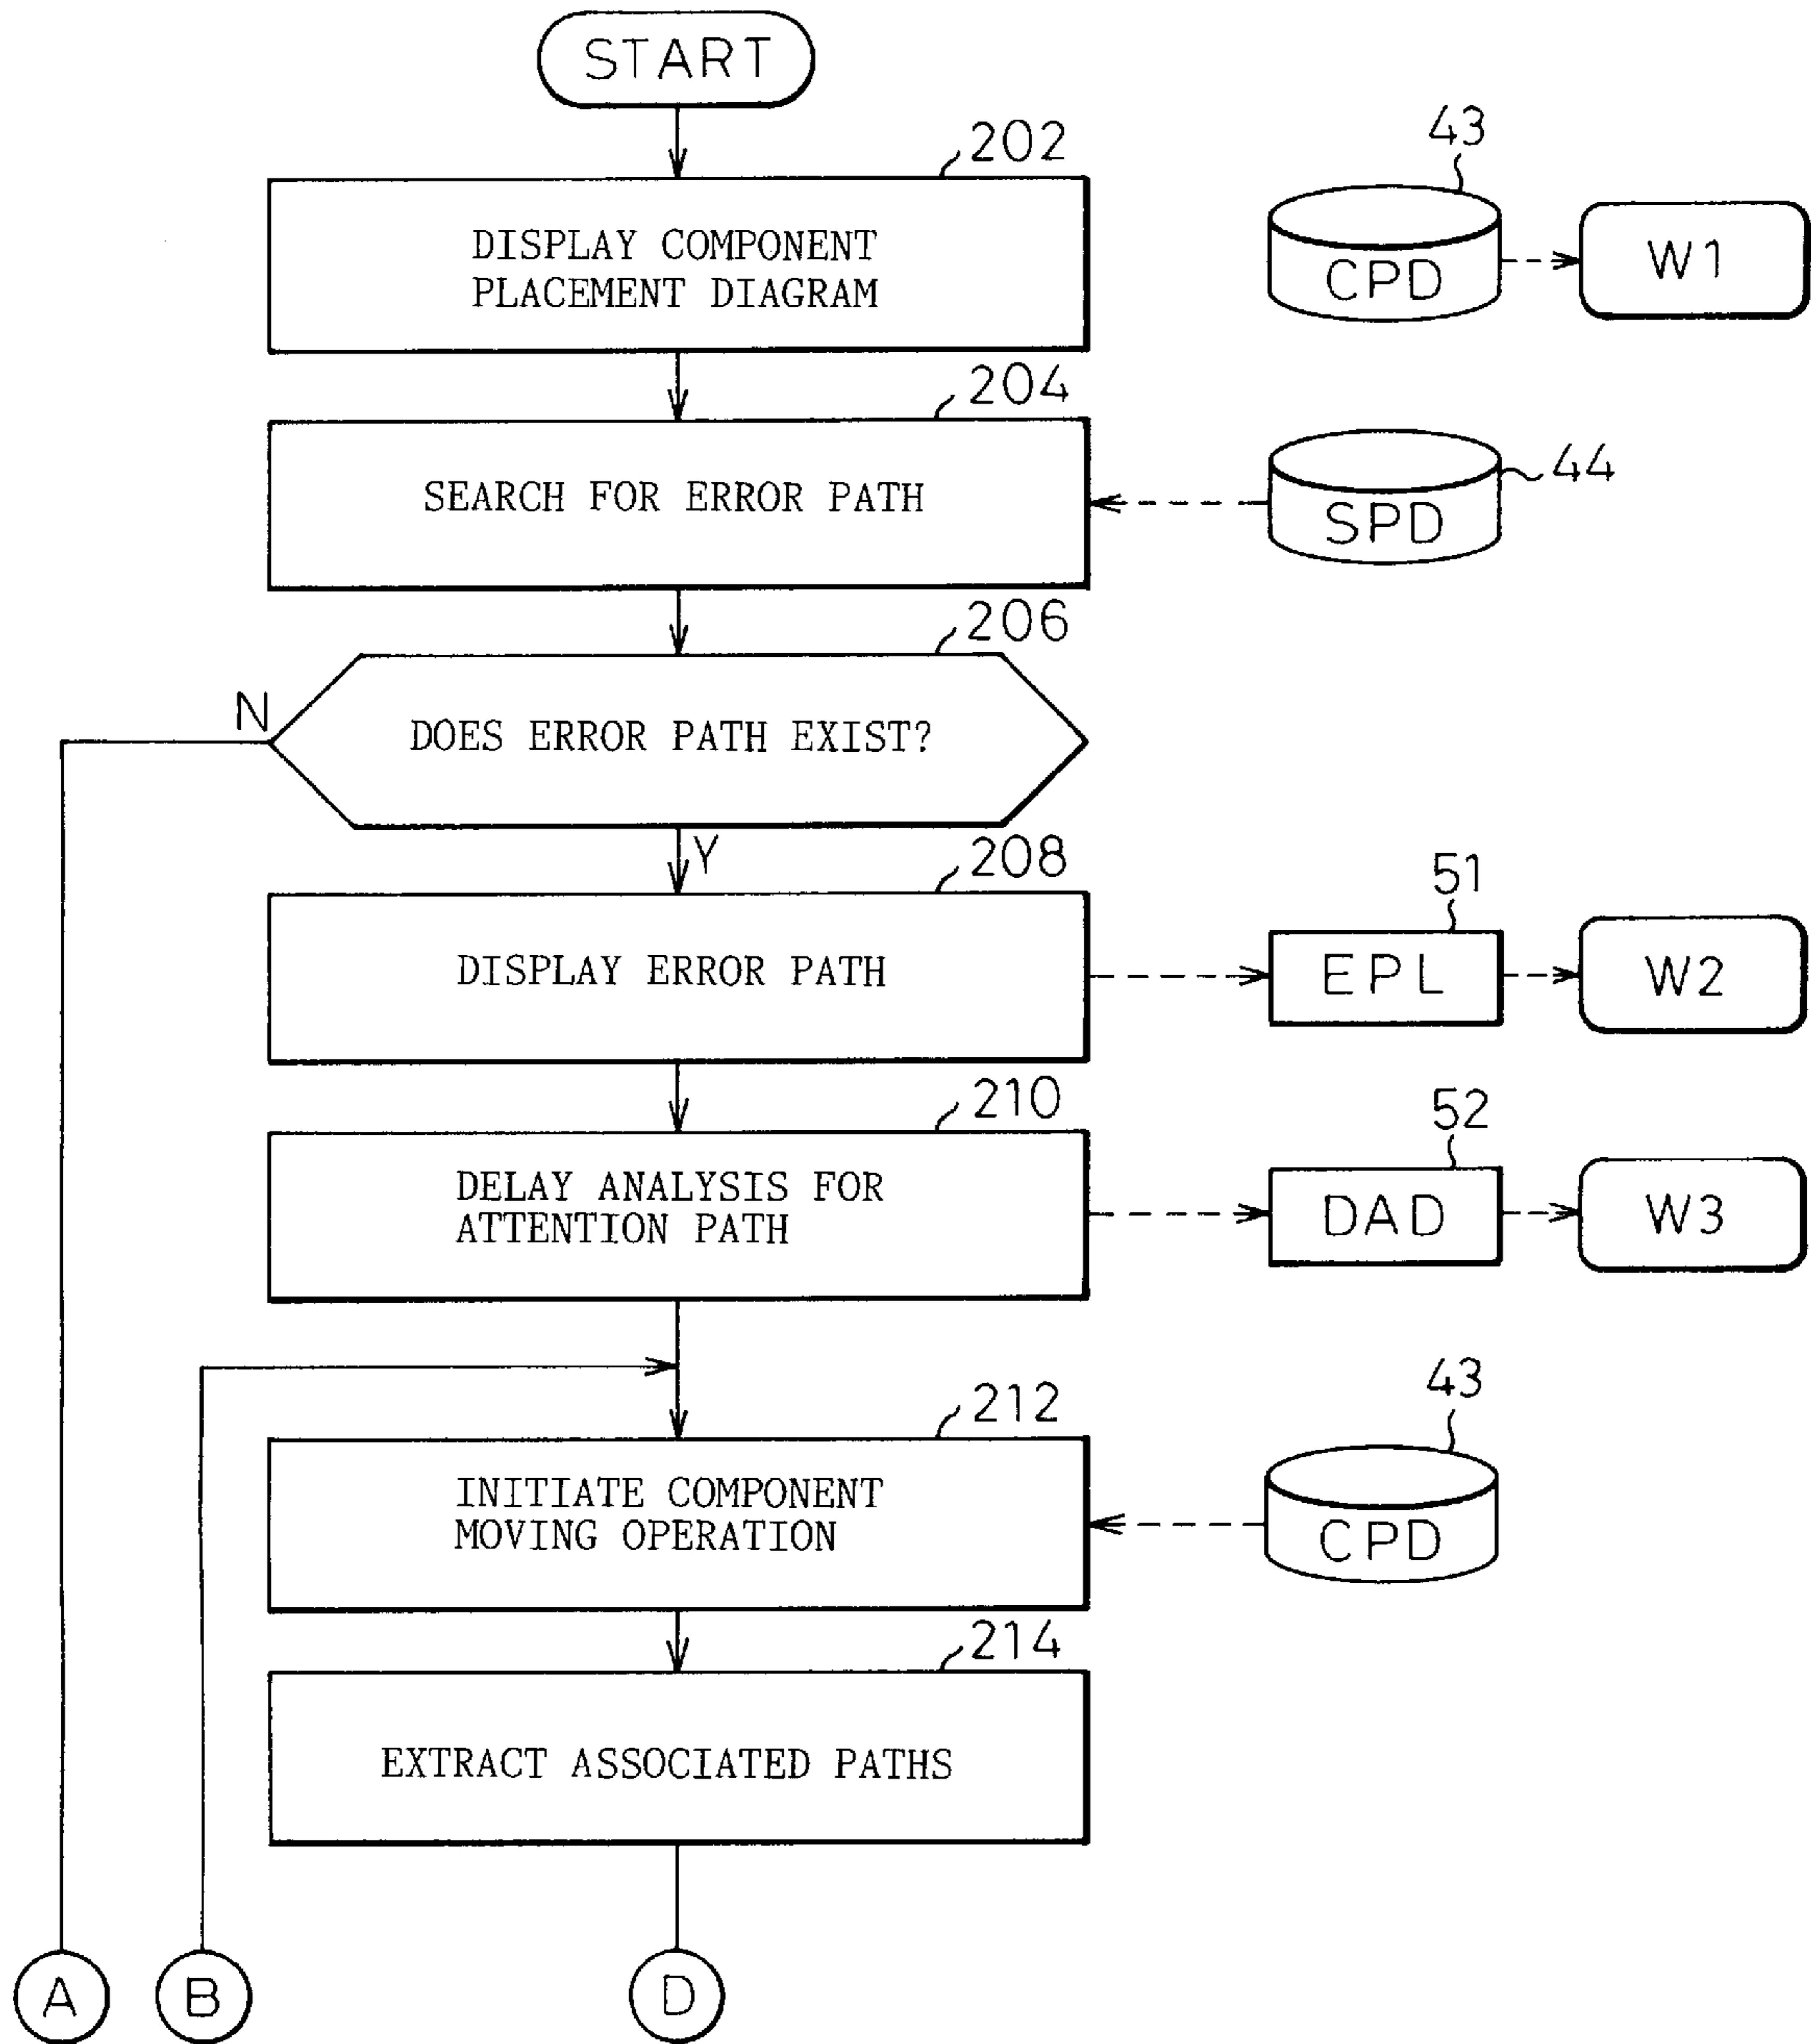 START
202
43
DISPLAY COMPONENT
PLACEMENT DIAGRAM
CPD
W1
204
SEARCH FOR ERROR PATH
44
SPD
206
N
DOES ERROR PATH EXIST?
Y
208
51
DISPLAY ERROR PATH
EPL
W2
210
52
DELAY ANALYSIS FOR
ATTENTION PATH
DAD
W3
212
43
INITIATE COMPONENT
MOVING OPERATION
CPD
214
EXTRACT ASSOCIATED PATHS
A
B
D